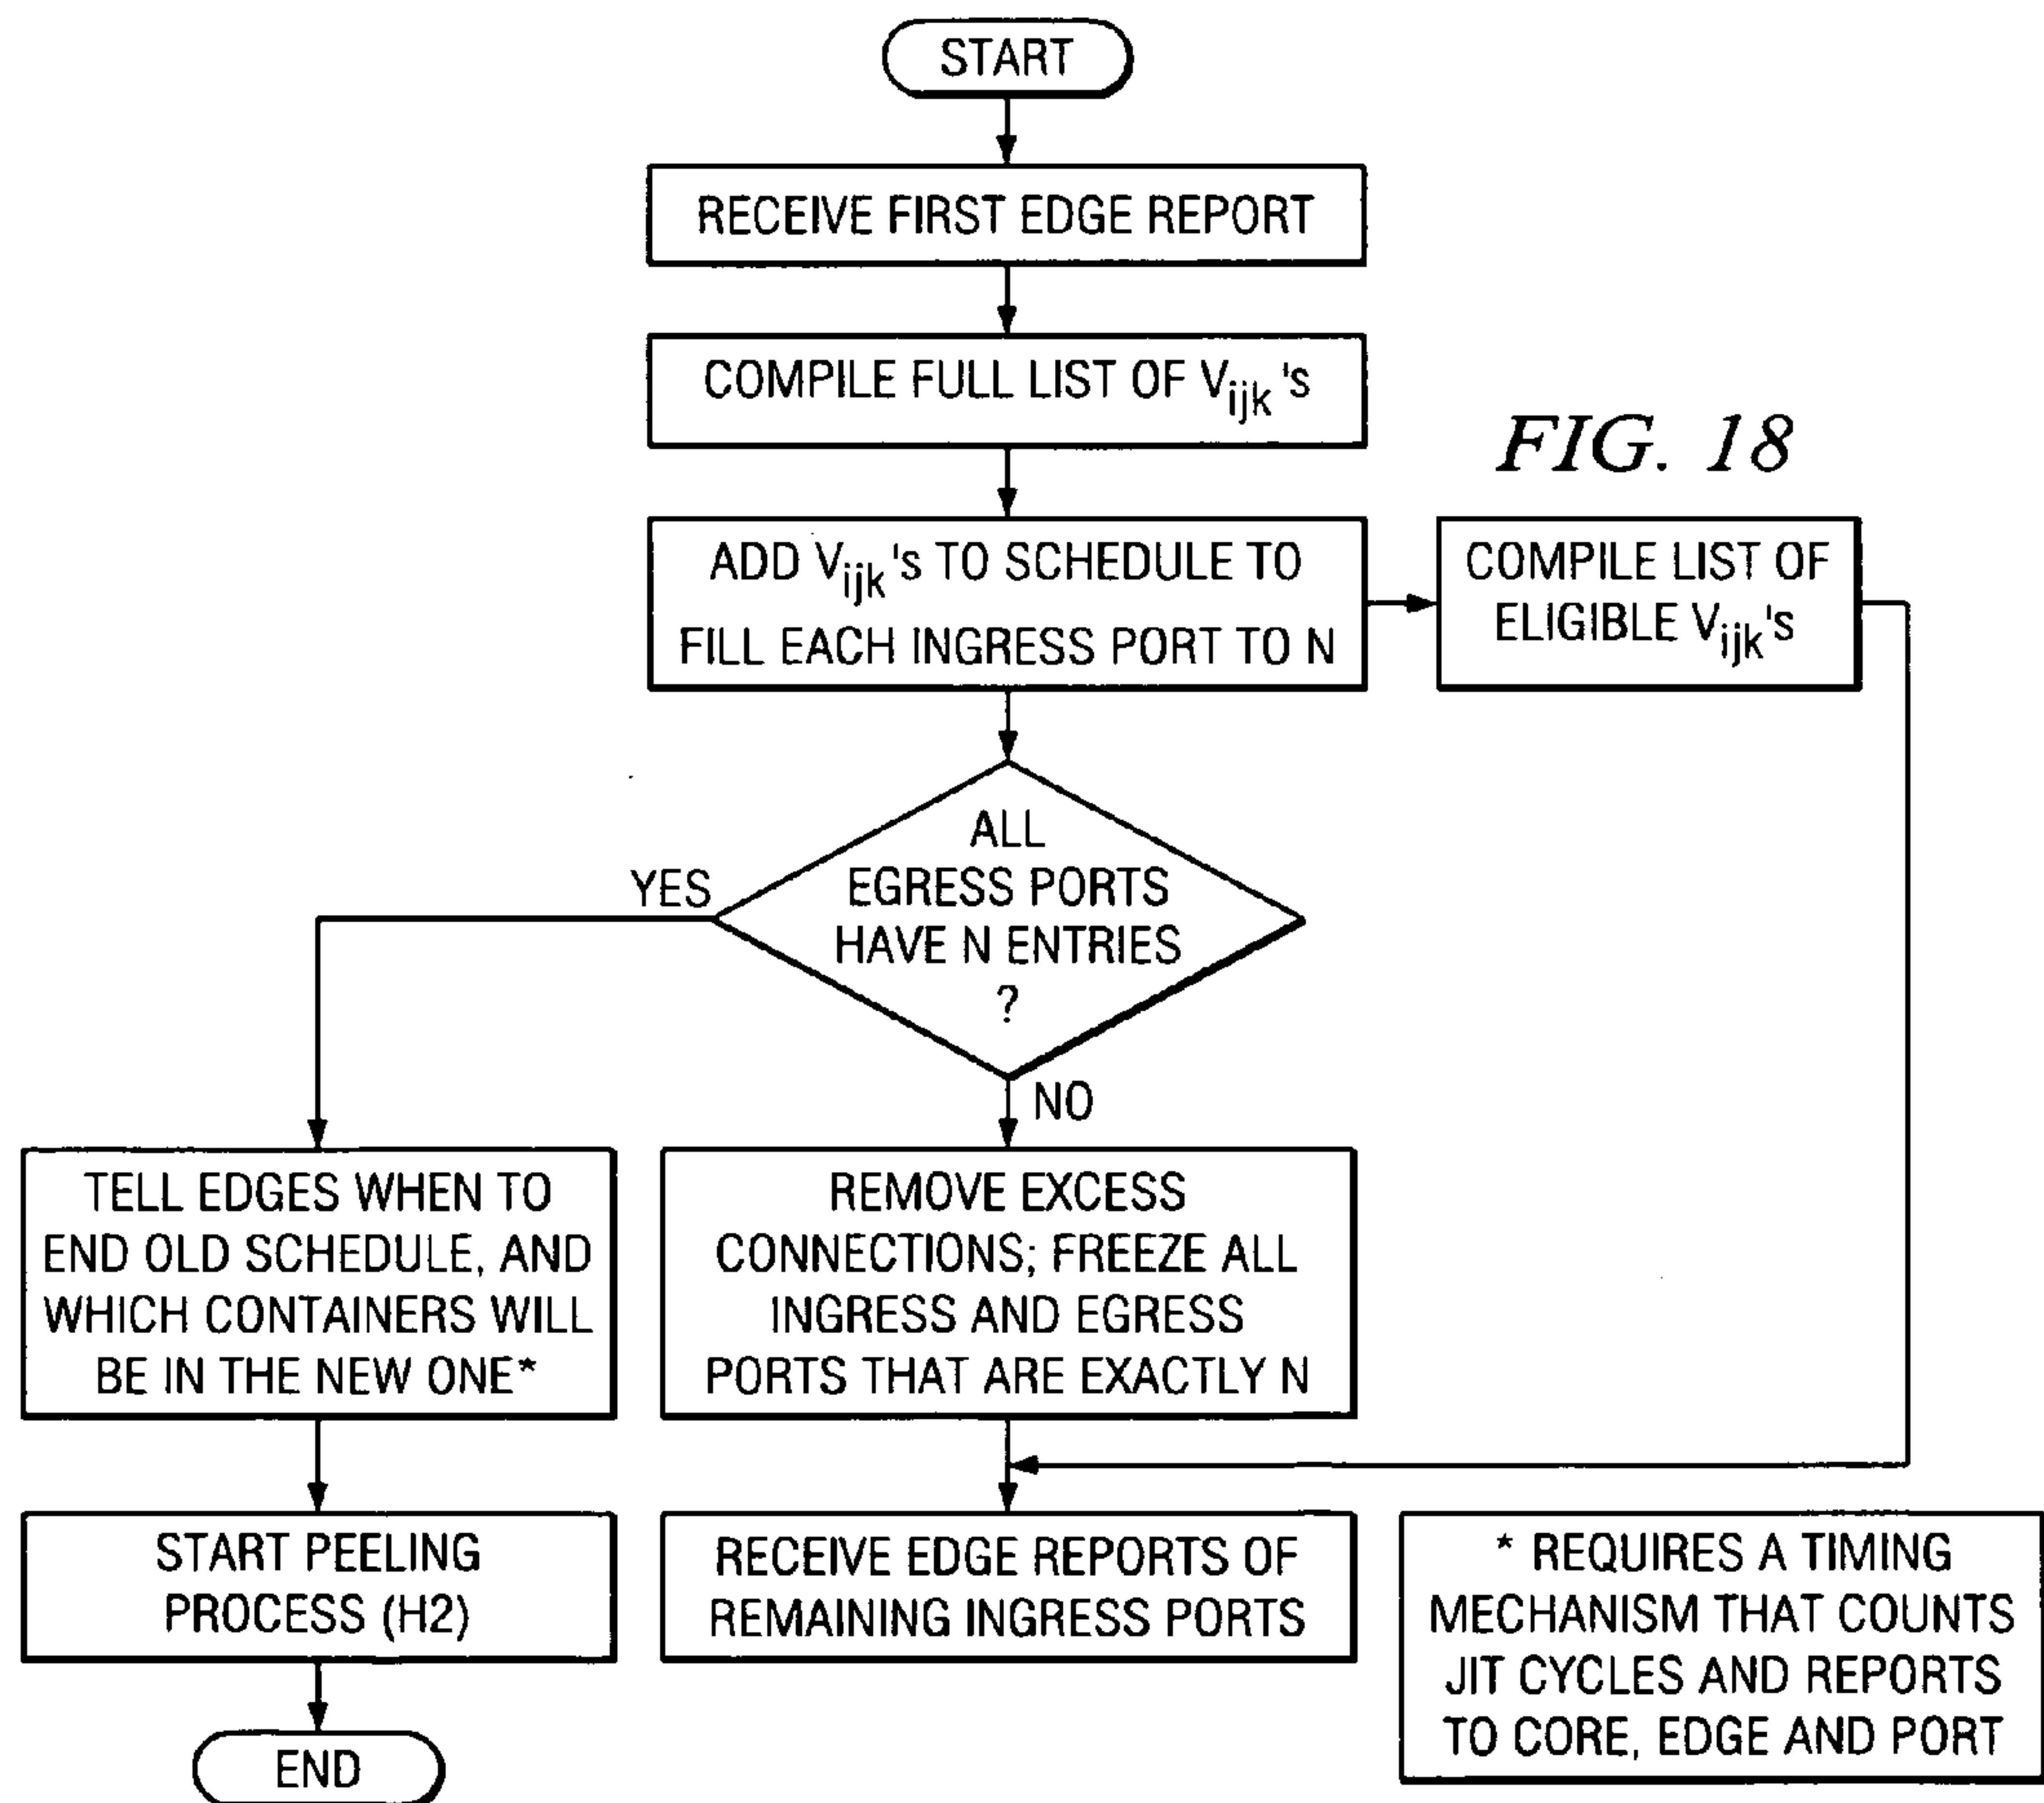 START
RECEIVE FIRST EDGE REPORT
COMPILE FULL LIST OF Vijk 's
FIG. 18
ADD Vijk 's TO SCHEDULE TO
FILL EACH INGRESS PORT TO N
COMPILE LIST OF
ELIGIBLE Vijk 's
ALL
EGRESS PORTS
HAVE N ENTRIES
?
YES
NO
TELL EDGES WHEN TO
END OLD SCHEDULE, AND
WHICH CONTAINERS WILL
BE IN THE NEW ONE*
REMOVE EXCESS
CONNECTIONS; FREEZE ALL
INGRESS AND EGRESS
PORTS THAT ARE EXACTLY N
START PEELING
PROCESS (H2)
RECEIVE EDGE REPORTS OF
REMAINING INGRESS PORTS
* REQUIRES A TIMING
MECHANISM THAT COUNTS
JIT CYCLES AND REPORTS
TO CORE, EDGE AND PORT
END